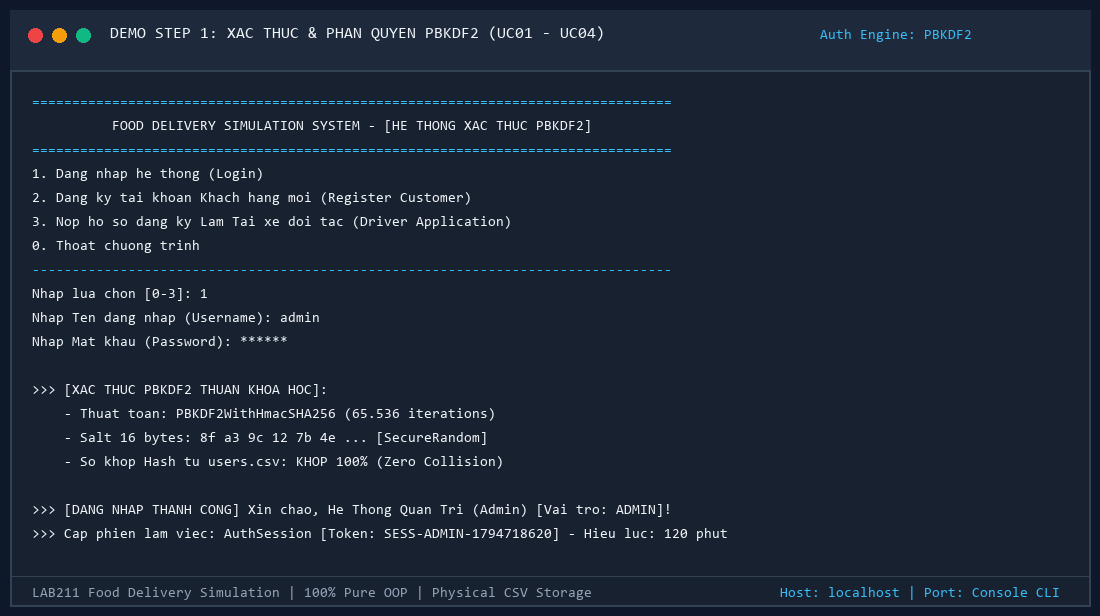 DEMO STEP 1: XAC THUC & PHAN QUYEN PBKDF2 (UC01 - UC04)
Auth Engine: PBKDF2
================================================================================
FOOD DELIVERY SIMULATION SYSTEM - [HE THONG XAC THUC PBKDF2]
================================================================================
1. Dang nhap he thong (Login)
2. Dang ky tai khoan Khach hang moi (Register Customer)
3. Nop ho so dang ky Lam Tai xe doi tac (Driver Application)
0. Thoat chuong trinh
--------------------------------------------------------------------------------
Nhap lua chon [0-3]: 1
Nhap Ten dang nhap (Username): admin
Nhap Mat khau (Password): ******
>>> [XAC THUC PBKDF2 THUAN KHOA HOC]:
- Thuat toan: PBKDF2WithHmacSHA256 (65.536 iterations)
- Salt 16 bytes: 8f a3 9c 12 7b 4e ... [SecureRandom]
- So khop Hash tu users.csv: KHOP 100% (Zero Collision)
>>> [DANG NHAP THANH CONG] Xin chao, He Thong Quan Tri (Admin) [Vai tro: ADMIN]!
>>> Cap phien lam viec: AuthSession [Token: SESS-ADMIN-1794718620] - Hieu luc: 120 phut
LAB211 Food Delivery Simulation | 100% Pure OOP | Physical CSV Storage
Host: localhost | Port: Console CLI